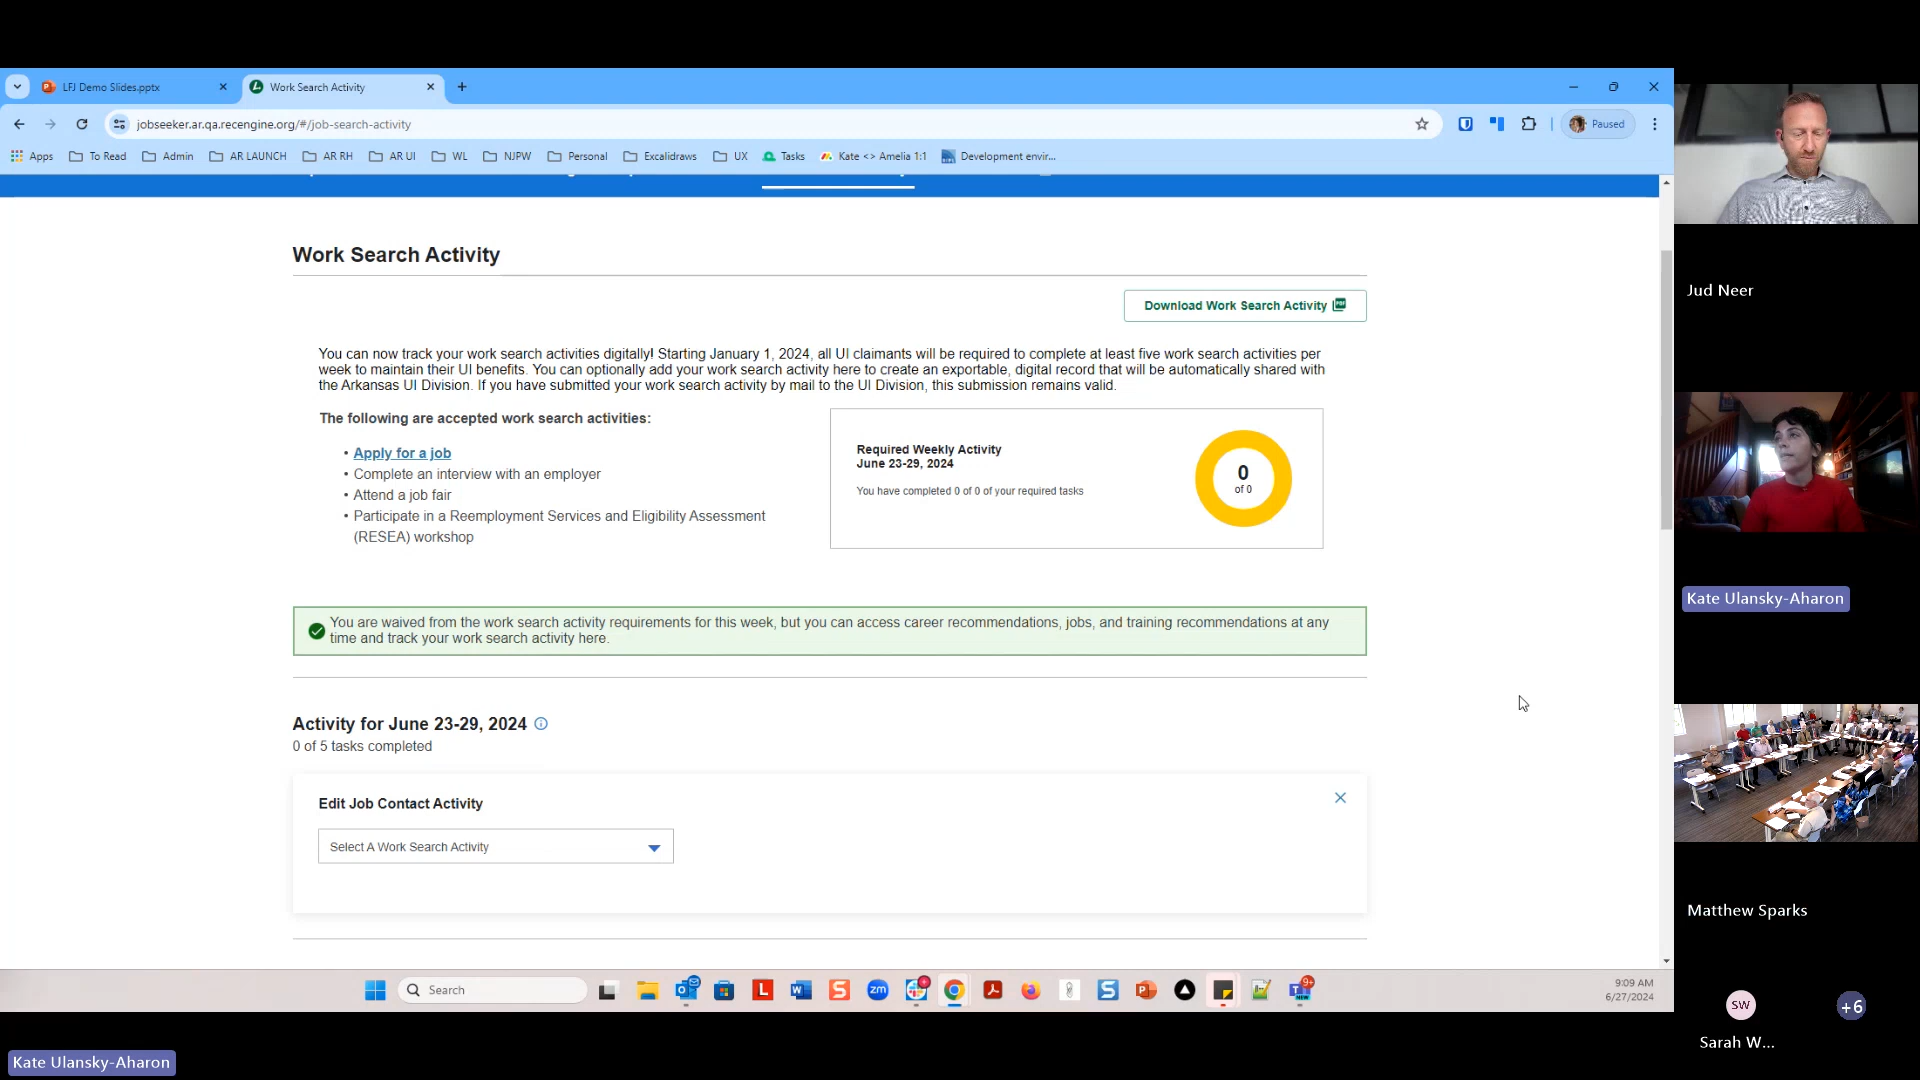 LFJ Demo Slides.pptx
Work Search Activity
jobseeker.ar.qa.recengine.org/#/job-search-activity
Paused
Apps
To Read
Admin
AR LAUNCH
AR RH
AR UI
WL
NJPW
Personal
Excalidraws
UX
Tasks
Kate <> Amelia 1:1
Development envir...
Work Search Activity
Download Work Search Activity
You can now track your work search activities digitally! Starting January 1, 2024, all UI claimants will be required to complete at least five work search activities per
week to maintain their UI benefits. You can optionally add your work search activity here to create an exportable, digital record that will be automatically shared with
the Arkansas UI Division. If you have submitted your work search activity by mail to the UI Division, this submission remains valid.
The following are accepted work search activities:
• Apply for a job
• Complete an interview with an employer
• Attend a job fair
• Participate in a Reemployment Services and Eligibility Assessment
(RESEA) workshop
Required Weekly Activity
June 23-29, 2024
You have completed 0 of 0 of your required tasks
0
of 0
You are waived from the work search activity requirements for this week, but you can access career recommendations, jobs, and training recommendations at any
time and track your work search activity here.
Activity for June 23-29, 2024
0 of 5 tasks completed
Edit Job Contact Activity
Select A Work Search Activity
Search
9:09 AM
6/27/2024
Jud Neer
Kate Ulansky-Aharon
Matthew Sparks
SW
+6
Sarah W...
Kate Ulansky-Aharon